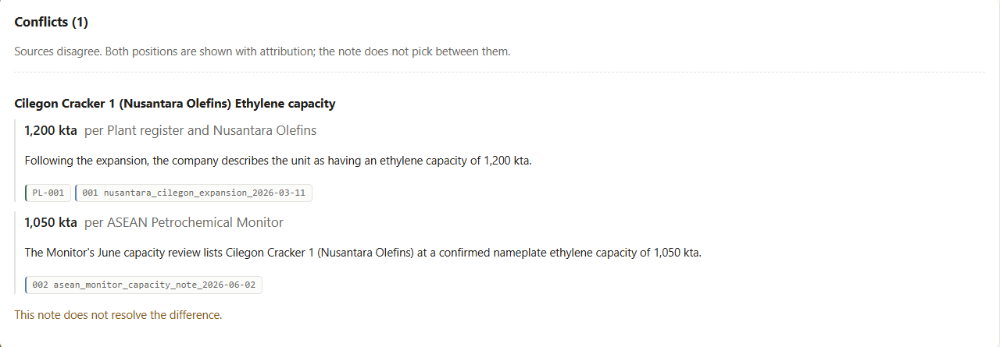 Conflicts (1)
Sources disagree. Both positions are shown with attribution; the note does not pick between them.
Cilegon Cracker 1 (Nusantara Olefins) Ethylene capacity
1,200 kta per Plant register and Nusantara Olefins
Following the expansion, the company describes the unit as having an ethylene capacity of 1,200 kta.
PL-001 001 nusantara_cilegon_expansion_2026-03-11
1,050 kta per ASEAN Petrochemical Monitor
The Monitor's June capacity review lists Cilegon Cracker 1 (Nusantara Olefins) at a confirmed nameplate ethylene capacity of 1,050 kta.
002 asean_monitor_capacity_note_2026-06-02
This note does not resolve the difference.